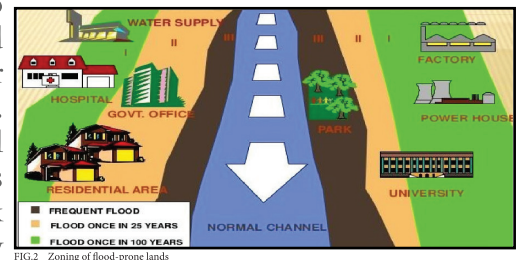 WATER SUPPLY
I II III III II I
FACTORY
HOSPITAL
GOVT. OFFICE
POWER HOUSE
PARK
RESIDENTIAL AREA
UNIVERSITY
FREQUENT FLOOD
FLOOD ONCE IN 25 YEARS
FLOOD ONCE IN 100 YEARS
NORMAL CHANNEL
FIG.2 Zoning of flood-prone lands